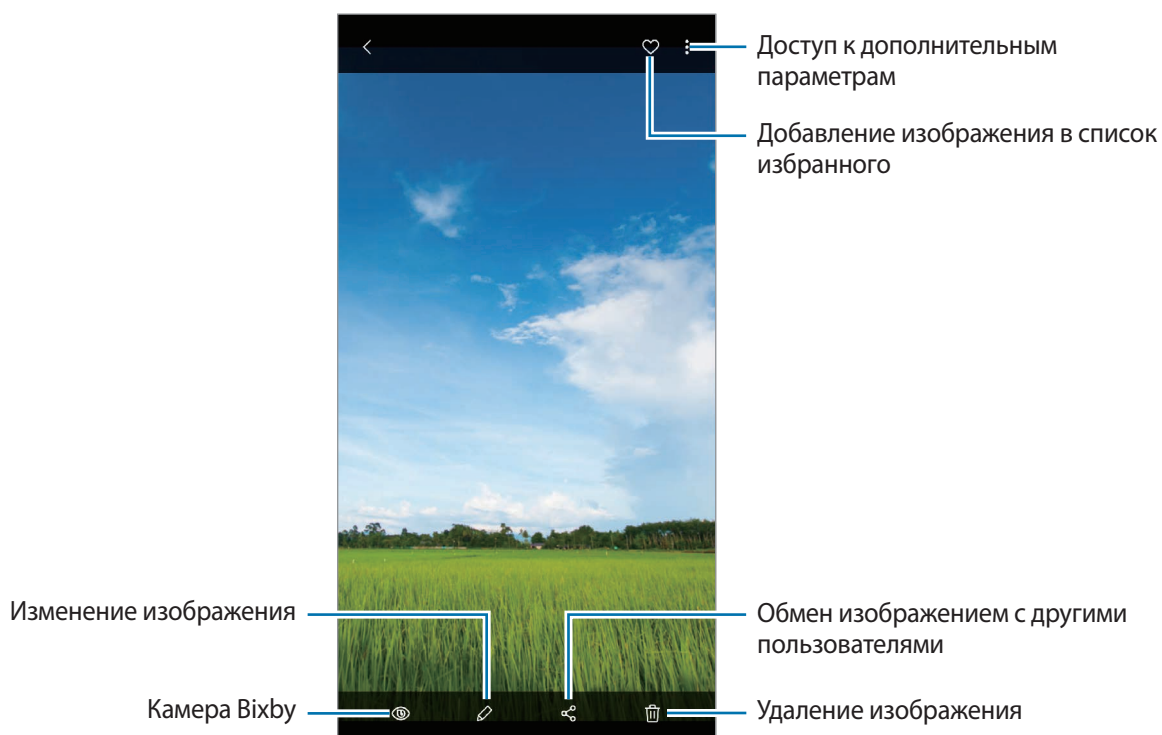 Доступ к дополнительным
параметрам
Добавление изображения в список
избранного
Изменение изображения
Обмен изображением с другими
пользователями
Камера Bixby
Удаление изображения